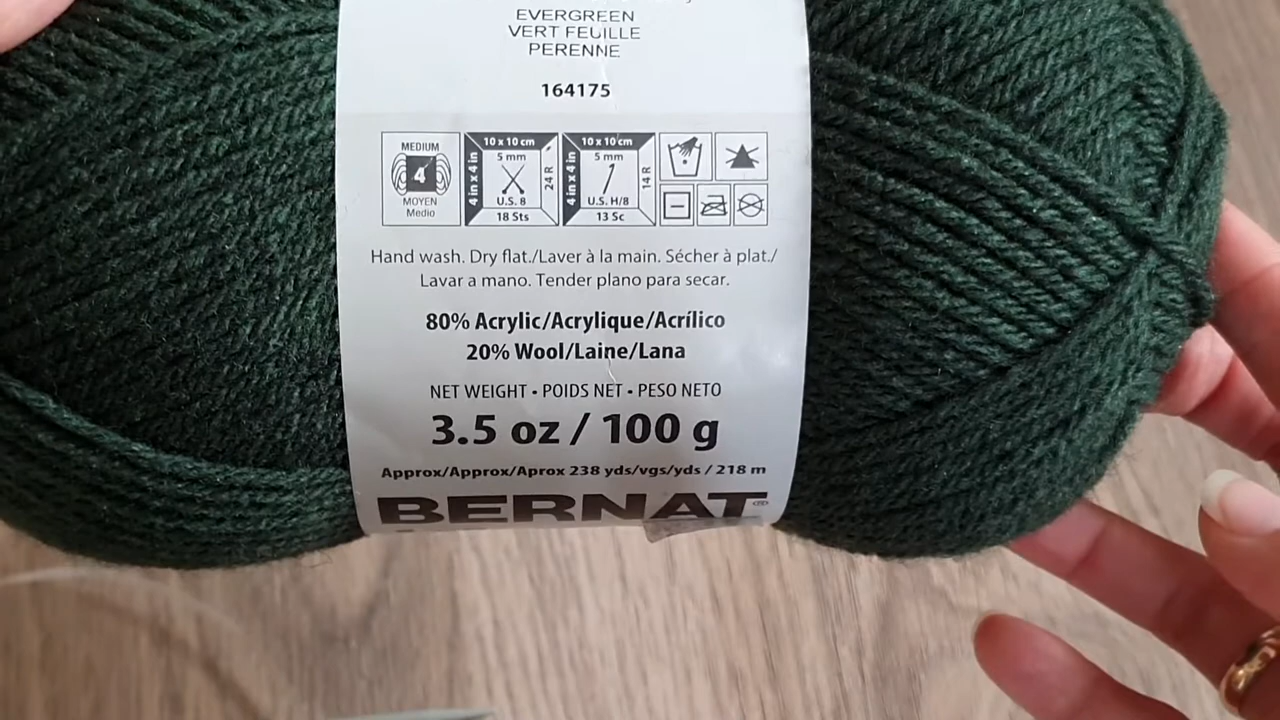 EVERGREEN
VERT FEUILLE
PERENNE
164175
MEDIUM
4
MOYEN
Medio
10 x 10 cm
4 in x 4 in
5 mm
24 R
U.S. 8
18 Sts
10 x 10 cm
4 in x 4 in
5 mm
14 R
U.S. H/8
13 Sc
Hand wash. Dry flat./Laver à la main. Sécher à plat./
Lavar a mano. Tender plano para secar.
80% Acrylic/Acrylique/Acrílico
20% Wool/Laine/Lana
NET WEIGHT • POIDS NET • PESO NETO
3.5 oz / 100 g
Approx/Approx/Aprox 238 yds/vgs/yds / 218 m
BERNAT®